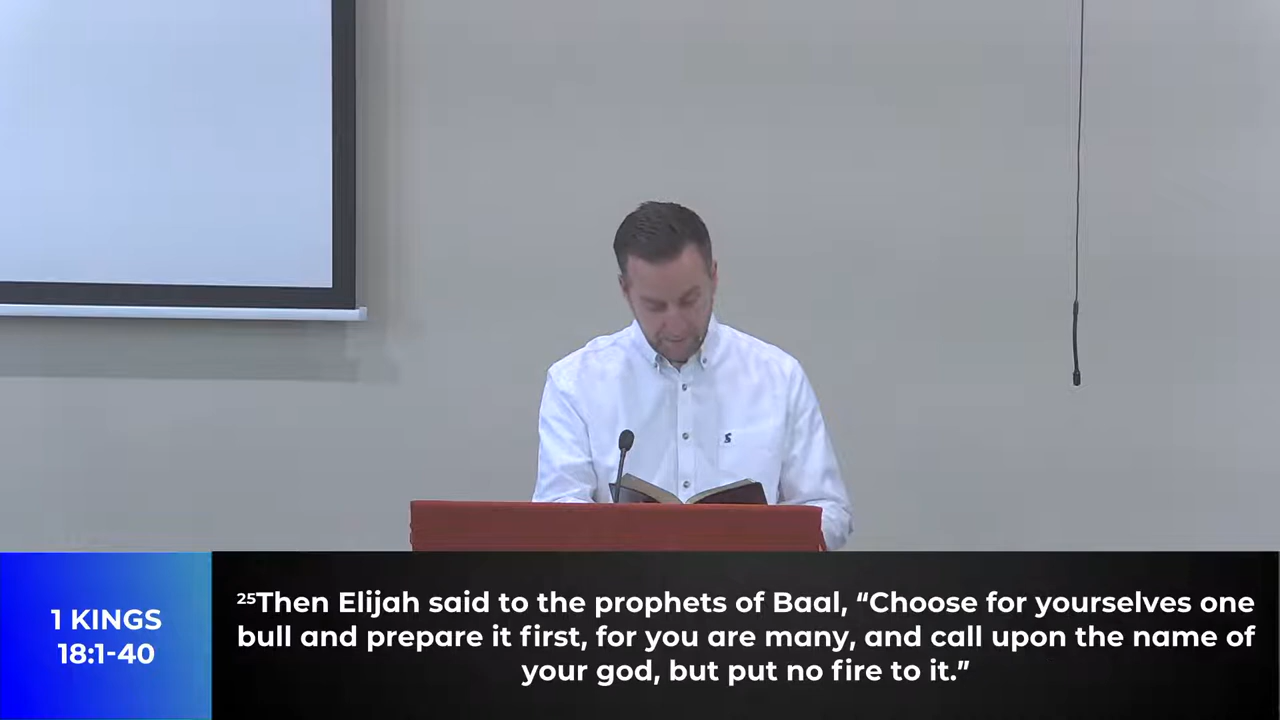 1 KINGS
18:1-40
25Then Elijah said to the prophets of Baal, “Choose for yourselves one
bull and prepare it first, for you are many, and call upon the name of
your god, but put no fire to it.”